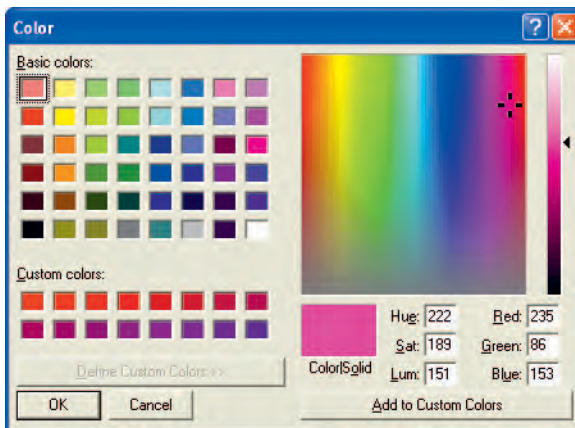 Color
Basic colors:
Custom colors:
Define Custom Colors >>
OK Cancel
Color|Solid
Hue: 222 Red: 235
Sat: 189 Green: 86
Lum: 151 Blue: 153
Add to Custom Colors